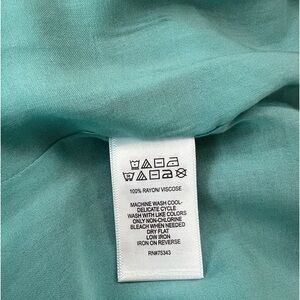 100% RAYON/ VISCOSE
MACHINE WASH COOL-
DELICATE CYCLE
WASH WITH LIKE COLORS
ONLY NON-CHLORINE
BLEACH WHEN NEEDED
DRY FLAT
LOW IRON
IRON ON REVERSE
RN#75343